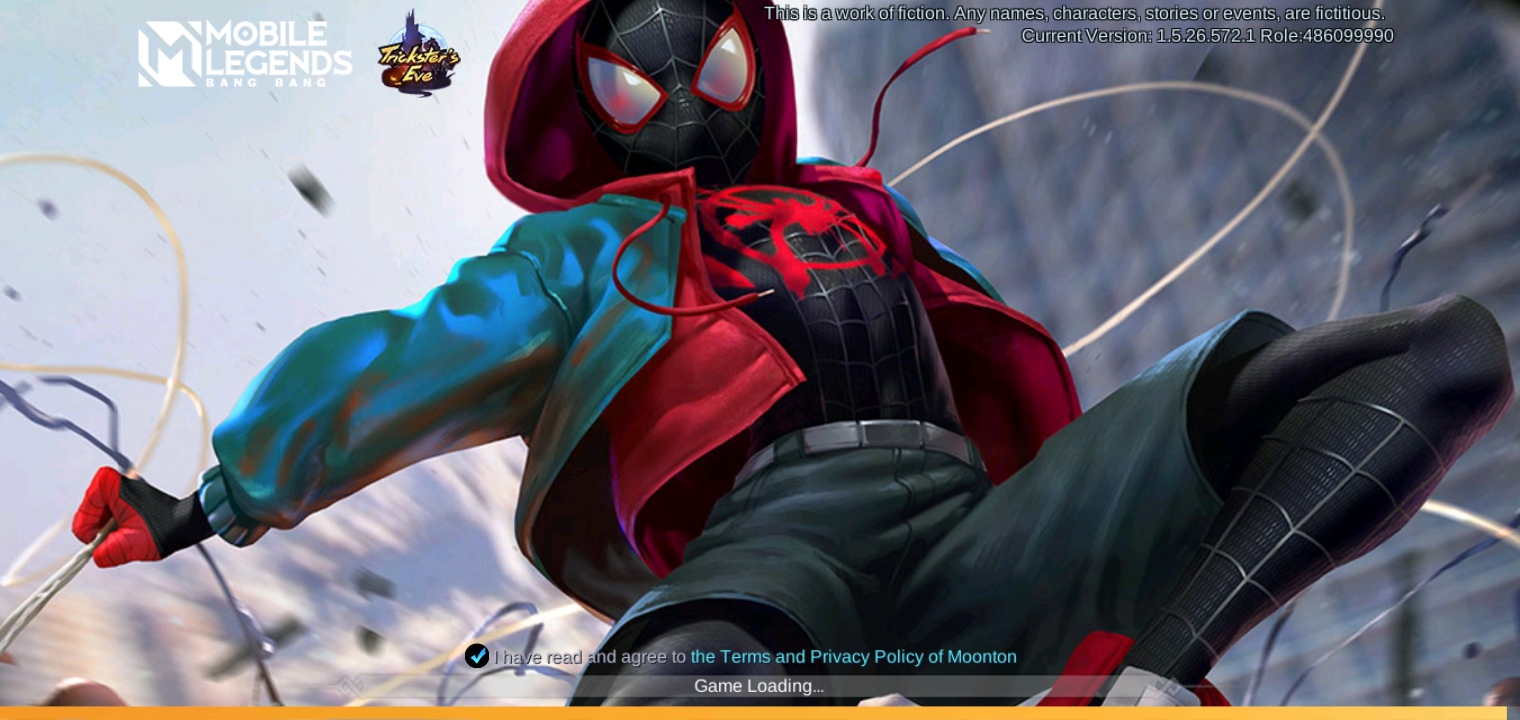 This is a work of fiction. Any names, characters, stories or events, are fictitious.
Current Version: 1.5.26.572.1 Role:486099990
MOBILE
LEGENDS
BANG BANG
Trickster's
Eve
I have read and agree to the Terms and Privacy Policy of Moonton
Game Loading...